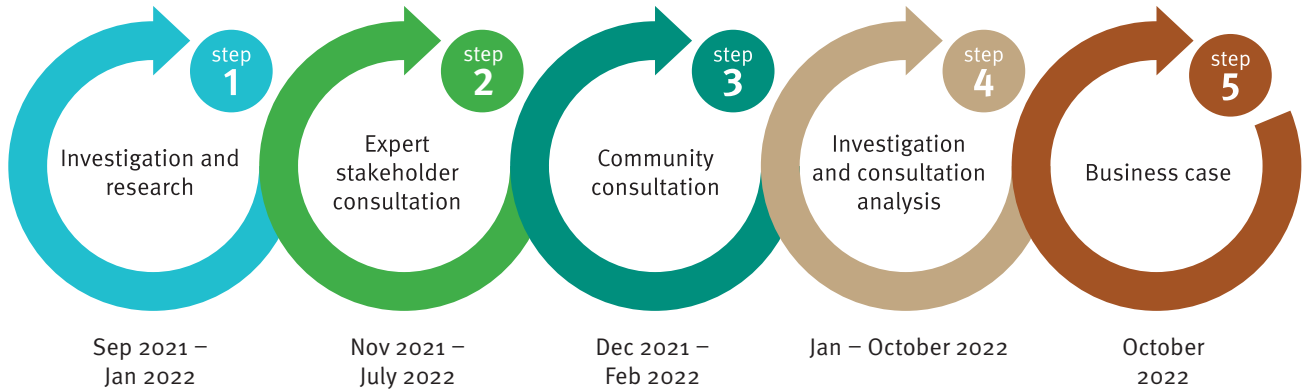 step
1
Investigation and
research
Sep 2021 –
Jan 2022
step
2
Expert
stakeholder
consultation
Nov 2021 –
July 2022
step
3
Community
consultation
Dec 2021 –
Feb 2022
step
4
Investigation
and consultation
analysis
Jan – October 2022
step
5
Business case
October
2022